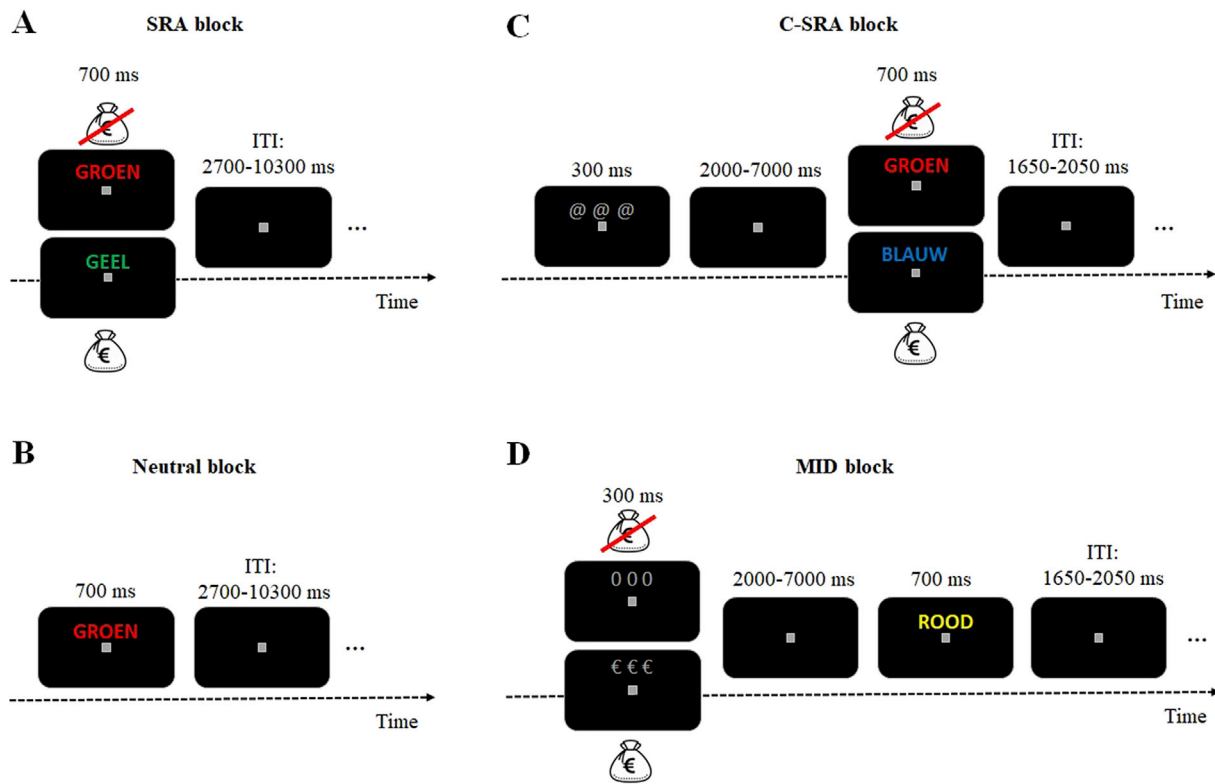 A
SRA block
700 ms
€
GROEN
ITI:
2700-10300 ms
GEEL
...
Time
€
C
C-SRA block
700 ms
€
300 ms
@ @ @
2000-7000 ms
GROEN
ITI:
1650-2050 ms
BLAUW
...
Time
€
B
Neutral block
700 ms
GROEN
ITI:
2700-10300 ms
...
Time
D
MID block
300 ms
€
0 0 0
2000-7000 ms
700 ms
ROOD
ITI:
1650-2050 ms
€ € €
...
Time
€